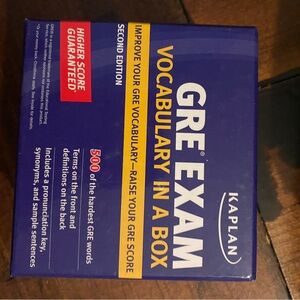 KAPLAN
GRE® EXAM
VOCABULARY IN A BOX
IMPROVE YOUR GRE VOCABULARY—RAISE YOUR GRE SCORE
SECOND EDITION
500 of the hardest GRE words
Terms on the front and
definitions on the back
Includes a pronunciation key,
synonyms, and sample sentences
HIGHER SCORE
GUARANTEED*